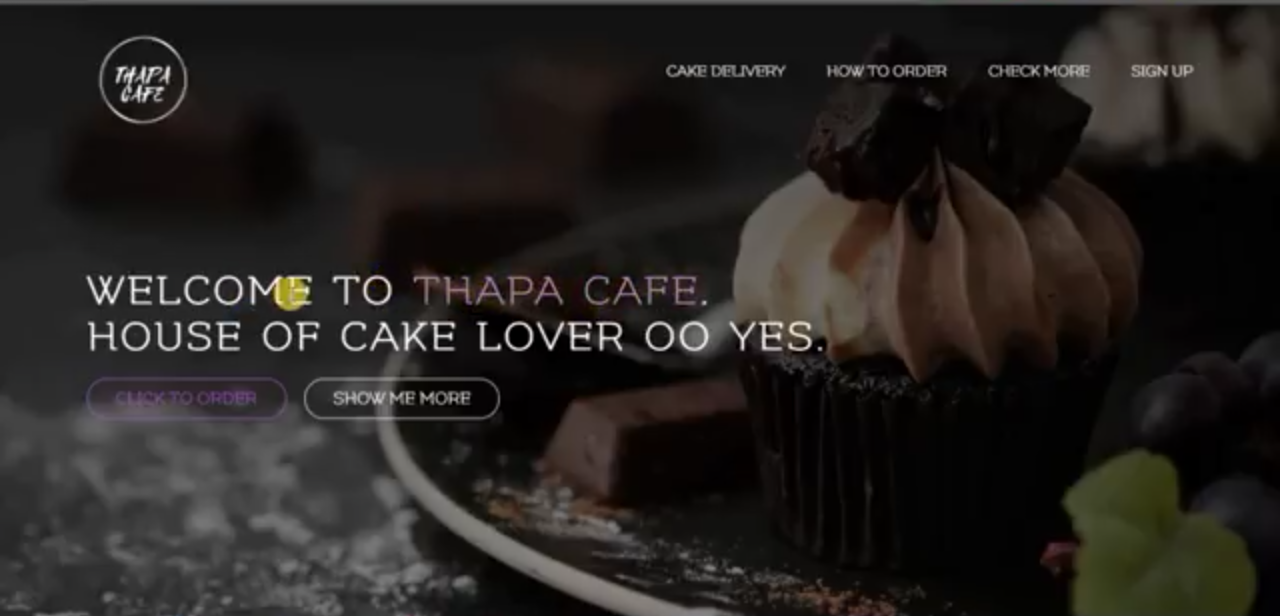 THAPA
CAFE
CAKE DELIVERY HOW TO ORDER CHECK MORE SIGN UP
WELCOME TO THAPA CAFE.
HOUSE OF CAKE LOVER OO YES.
CLICK TO ORDER SHOW ME MORE